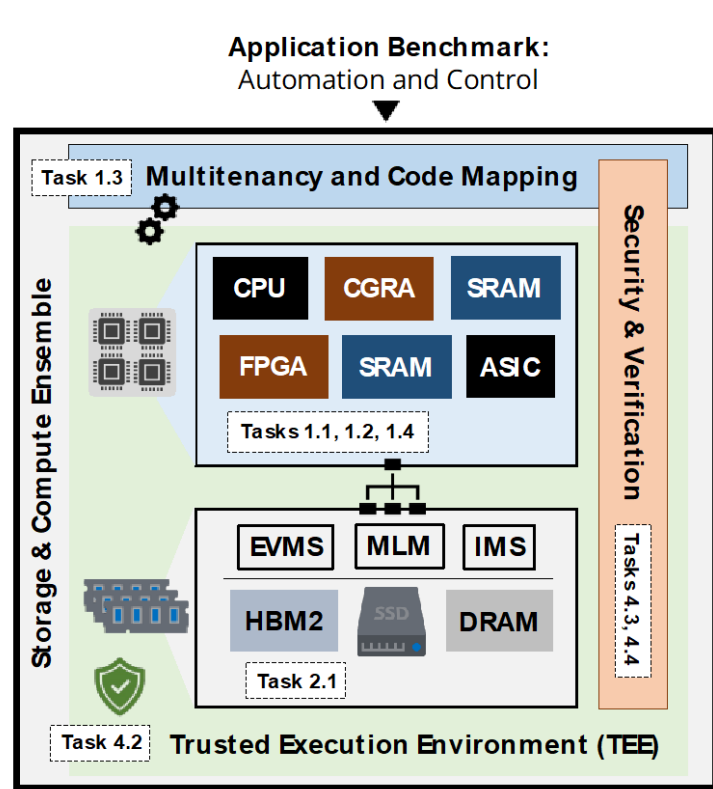 Application Benchmark:
Automation and Control
Task 1.3
Multitenancy and Code Mapping
Storage & Compute Ensemble
Security & Verification
Tasks 4.3, 4.4
CPU
CGRA
SRAM
FPGA
SRAM
ASIC
Tasks 1.1, 1.2, 1.4
EVMS
MLM
IMS
HBM2
SSD
DRAM
Task 2.1
Task 4.2
Trusted Execution Environment (TEE)